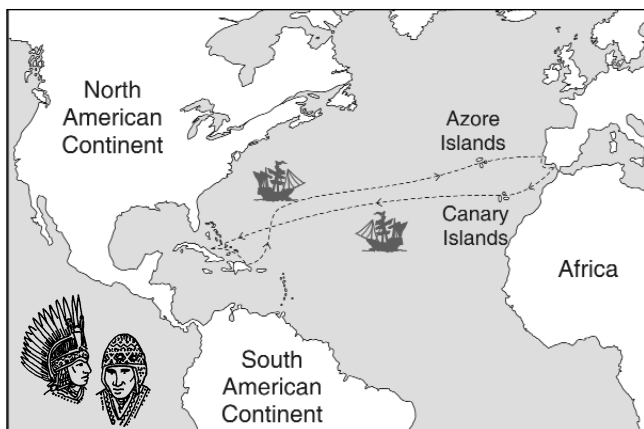 North
American
Continent
Azore
Islands
Canary
Islands
Africa
South
American
Continent